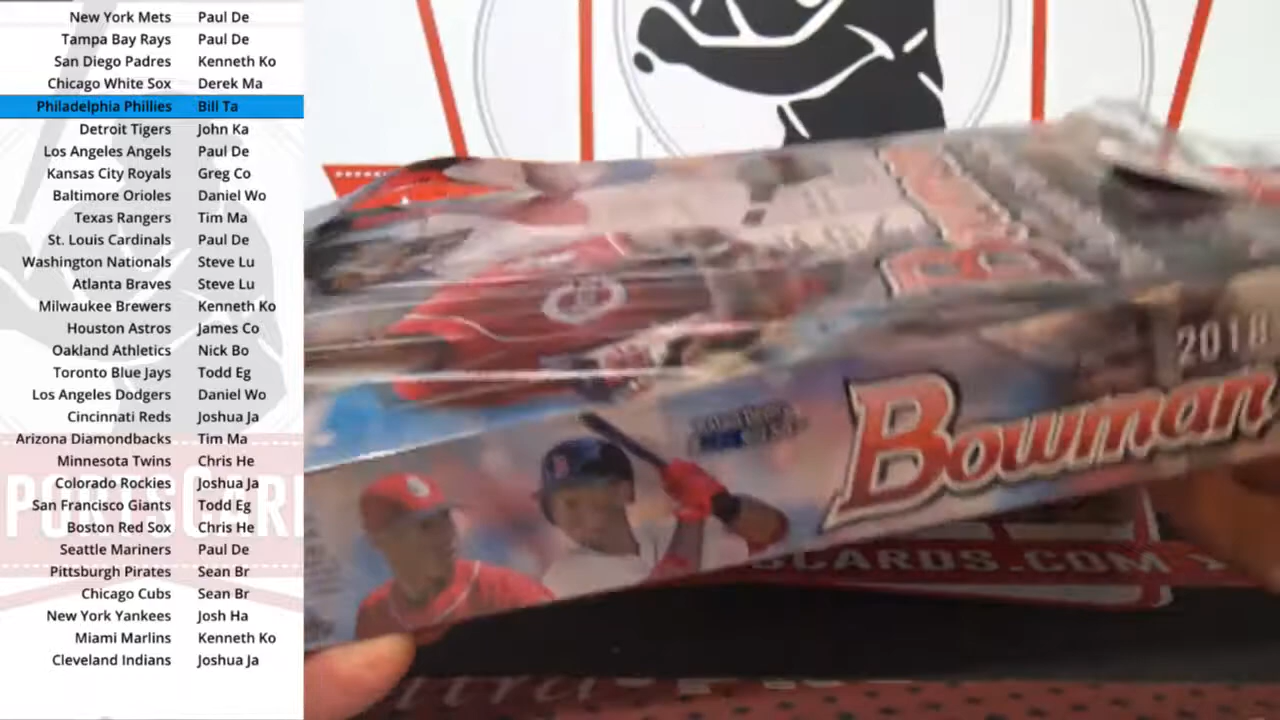 New York Mets Paul De
Tampa Bay Rays Paul De
San Diego Padres Kenneth Ko
Chicago White Sox Derek Ma
Philadelphia Phillies Bill Ta
Detroit Tigers John Ka
Los Angeles Angels Paul De
Kansas City Royals Greg Co
Baltimore Orioles Daniel Wo
Texas Rangers Tim Ma
St. Louis Cardinals Paul De
Washington Nationals Steve Lu
Atlanta Braves Steve Lu
Milwaukee Brewers Kenneth Ko
Houston Astros James Co
Oakland Athletics Nick Bo
Toronto Blue Jays Todd Eg
Los Angeles Dodgers Daniel Wo
Cincinnati Reds Joshua Ja
Arizona Diamondbacks Tim Ma
Minnesota Twins Chris He
Colorado Rockies Joshua Ja
San Francisco Giants Todd Eg
Boston Red Sox Chris He
Seattle Mariners Paul De
Pittsburgh Pirates Sean Br
Chicago Cubs Sean Br
New York Yankees Josh Ha
Miami Marlins Kenneth Ko
Cleveland Indians Joshua Ja
2018
Bowman
CARDS.COM